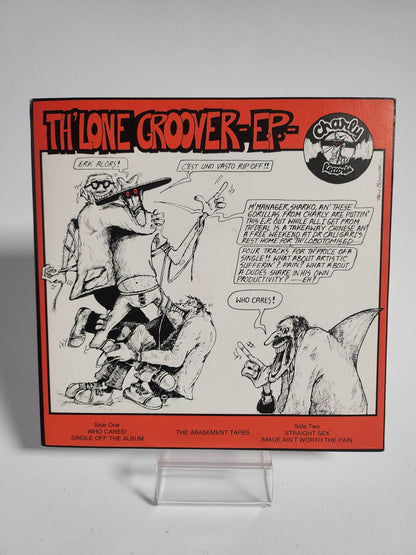 TH'LONE GROOVER -E.P.-
Charly
Records
ERK ALORS!
C'EST UNO VASTO RIP OFF!!
M'MANAGER, SHARKO, AN' THESE
GORILLAS FROM CHARLY ARE PUTTIN'
THIS E.P. OUT WHILE ALL I GET FROM
TH'DEAL IS A TAKEAWAY CHINESE AN'
A FREE WEEKEND AT DR CALIGARI'S
REST HOME FOR TH'LOBOTOMISED....
FOUR TRACKS FOR TH'PRICE OF A
SINGLE!! WHAT ABOUT ARTISTIC
SUFFERIN'? PAIN? WHAT ABOUT
A DUDES SHARE IN HIS OWN
PRODUCTIVITY? — EH?
WHO CARES!
Side One
WHO CARES!
SINGLE OFF THE ALBUM
THE ABASEMENT TAPES
Side Two
STRAIGHT SEX
IMAGE AIN'T WORTH THE PAIN